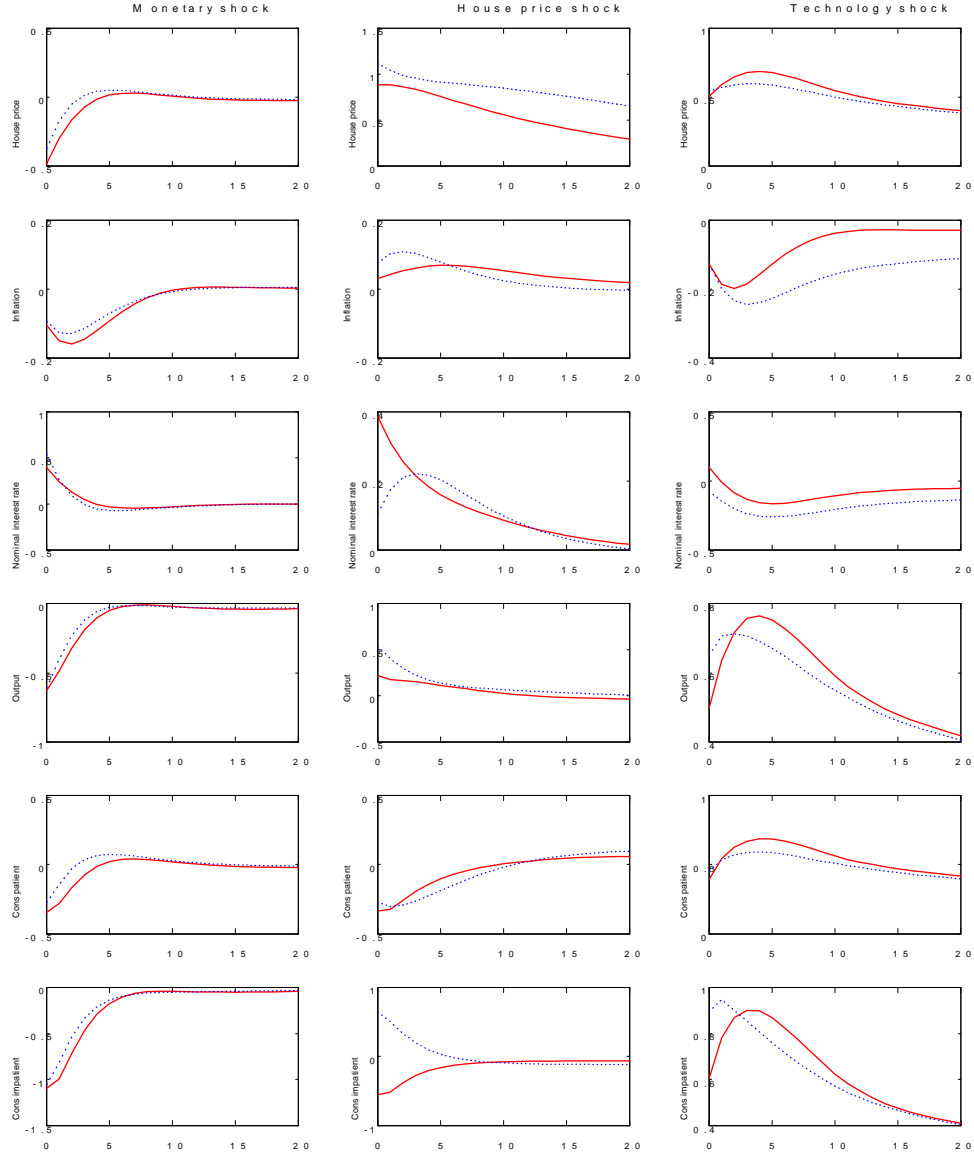 Monetary shock House price shock Technology shock
0.5 1.5 1
House price 0 House price 1 House price 0.5
0.5
-0.5 0 0
0 5 10 15 20 0 5 10 15 20 0 5 10 15 20
0.2 0.2 0
Inflation 0 Inflation 0 Inflation -0.2
-0.2 -0.2 -0.4
0 5 10 15 20 0 5 10 15 20 0 5 10 15 20
1 0.4 0.5
Nominal interest rate 0.5 Nominal interest rate 0.2 Nominal interest rate 0
0
-0.5 0 -0.5
0 5 10 15 20 0 5 10 15 20 0 5 10 15 20
0 1 0.8
Output -0.5 Output 0.5 Output 0.6
0
-1 -0.5 0.4
0 5 10 15 20 0 5 10 15 20 0 5 10 15 20
0.5 0.5 1
Cons patient 0 Cons patient 0 Cons patient 0.5
-0.5 -0.5 0
0 5 10 15 20 0 5 10 15 20 0 5 10 15 20
0 1 1
Cons impatient -0.5 Cons impatient 0 Cons impatient 0.8
-1 0.6
-1.5 -1 0.4
0 5 10 15 20 0 5 10 15 20 0 5 10 15 20